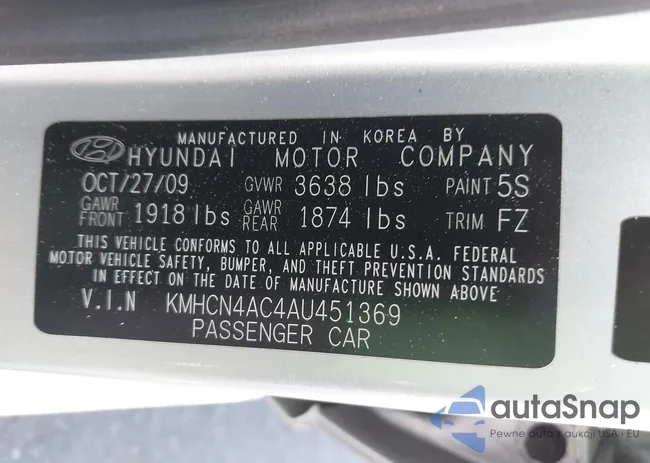 MANUFACTURED IN KOREA BY
HYUNDAI MOTOR COMPANY
OCT/27/09 GVWR 3638 lbs PAINT 5S
GAWR FRONT 1918 lbs GAWR REAR 1874 lbs TRIM FZ
THIS VEHICLE CONFORMS TO ALL APPLICABLE U.S.A. FEDERAL
MOTOR VEHICLE SAFETY, BUMPER, AND THEFT PREVENTION STANDARDS
IN EFFECT ON THE DATE OF MANUFACTURE SHOWN ABOVE
V.I.N KMHCN4AC4AU451369
PASSENGER CAR
autaSnap
Pewne auta z aukcji USA • EU